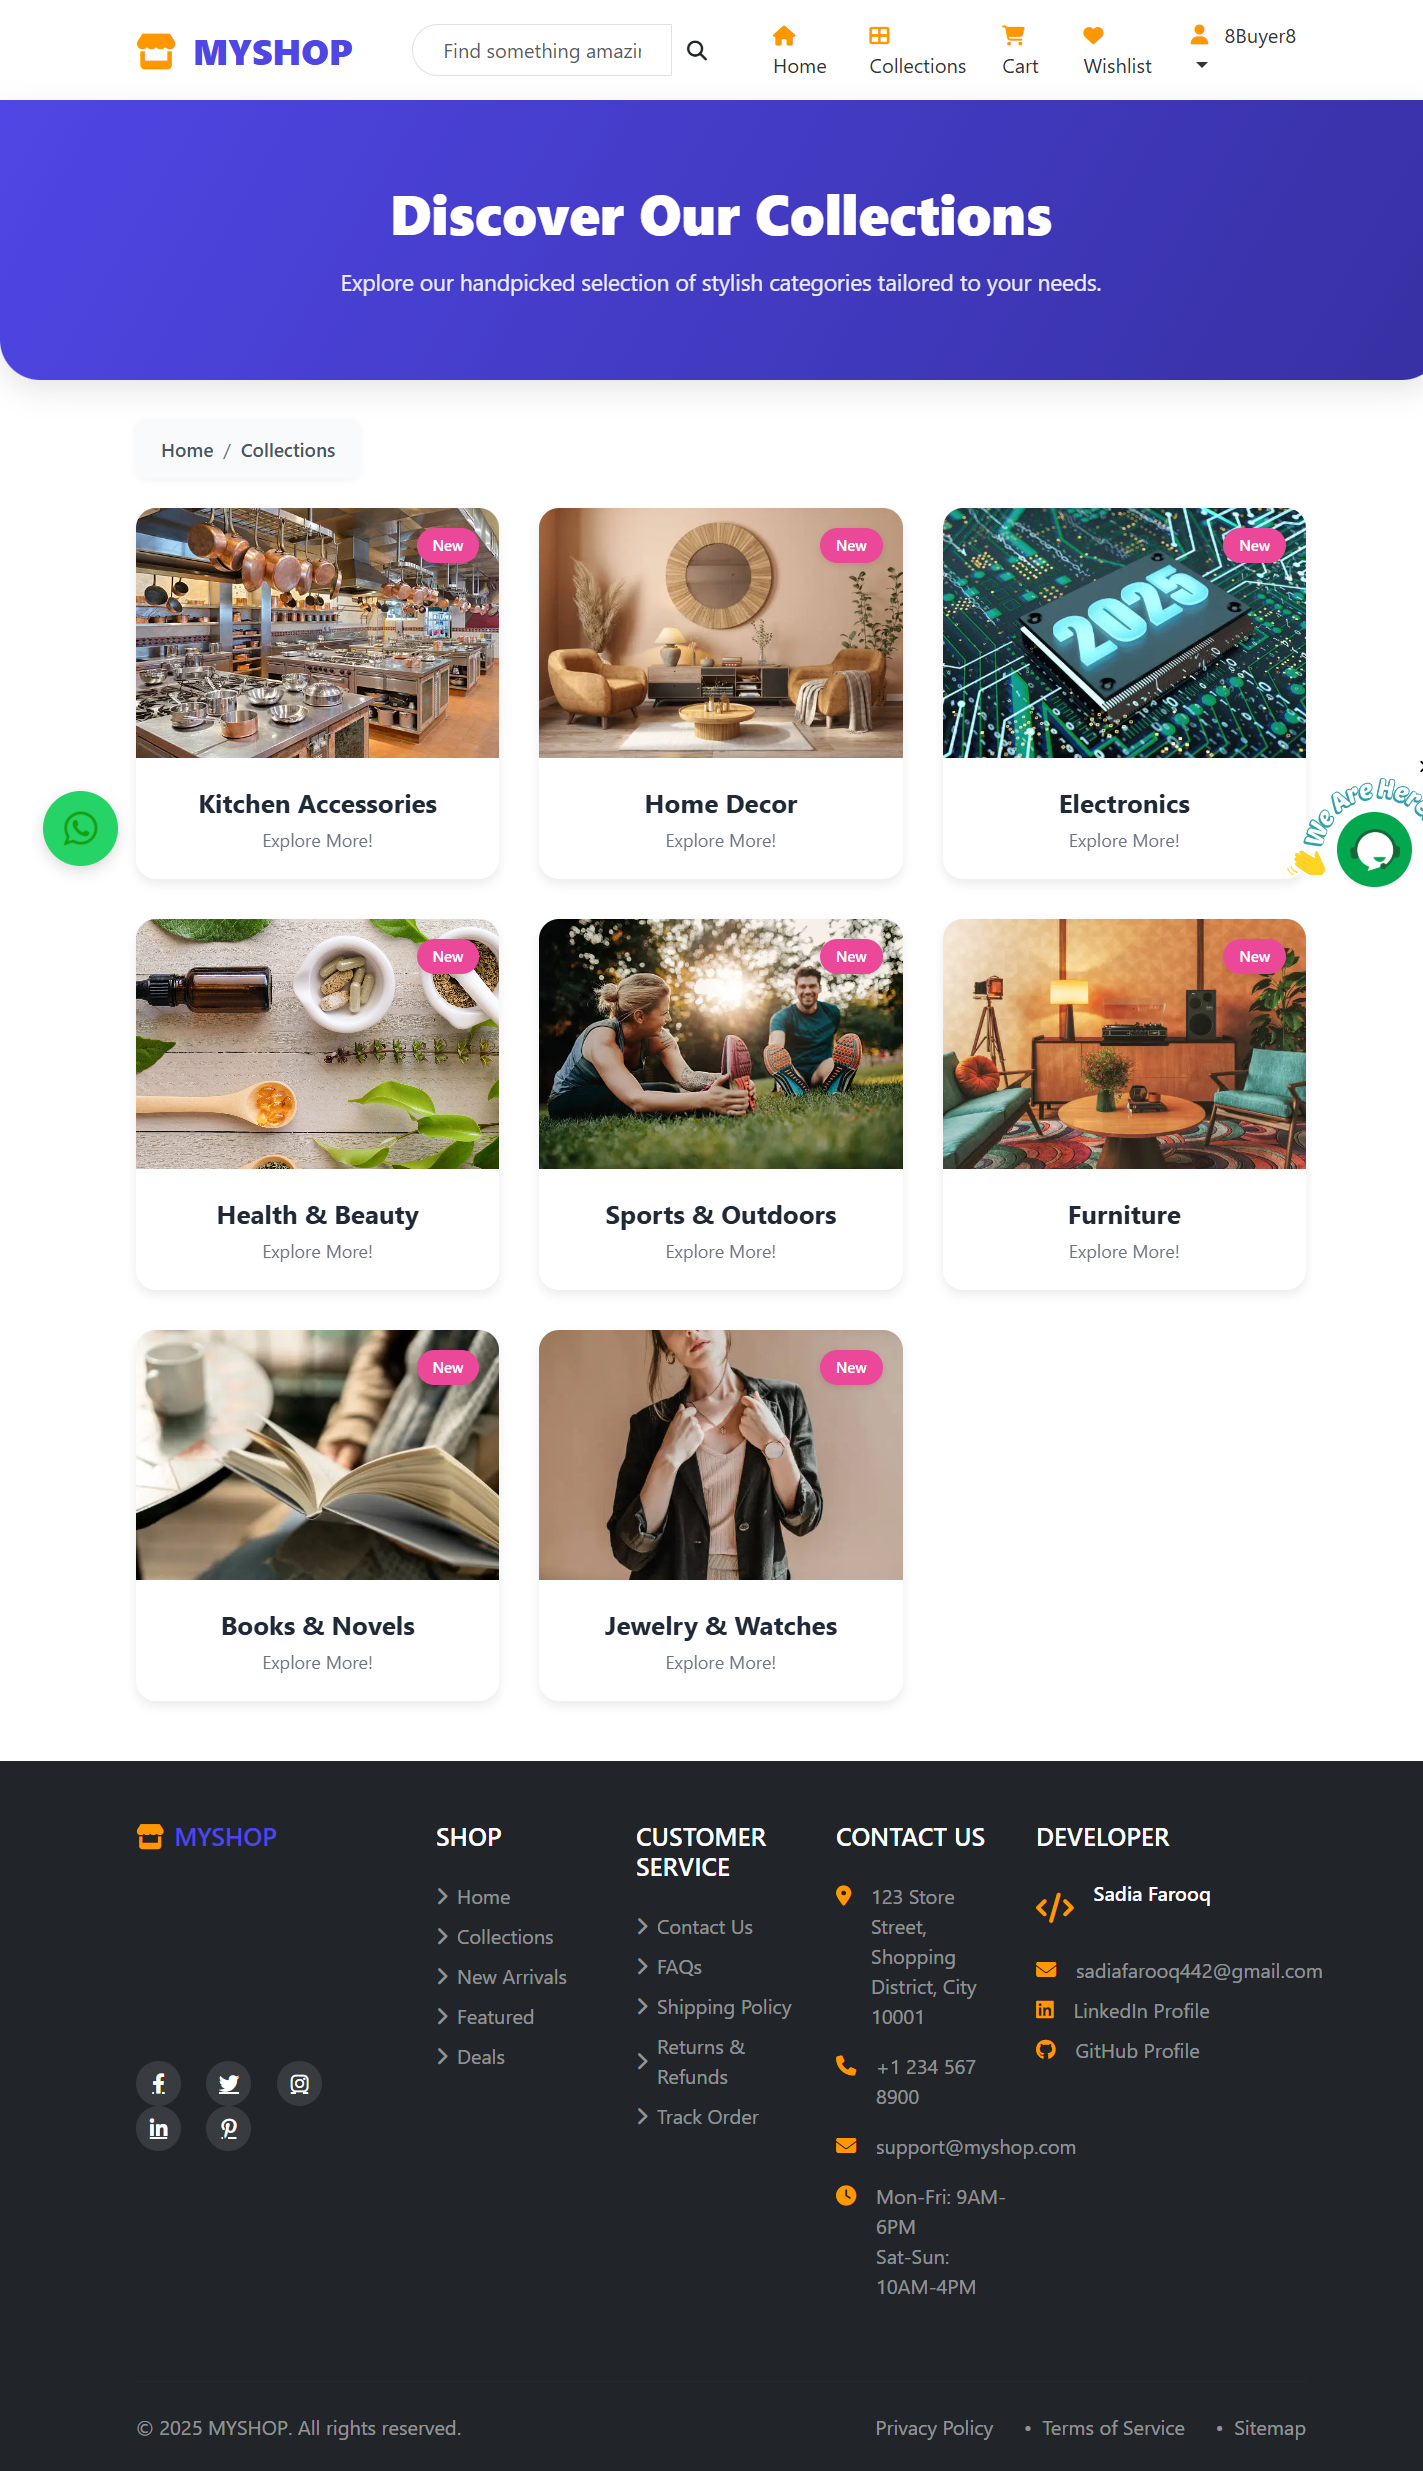 MYSHOP
Find something amazin
Home
Collections
Cart
Wishlist
8Buyer8
Discover Our Collections
Explore our handpicked selection of stylish categories tailored to your needs.
Home / Collections
New
New
New
2025
Kitchen Accessories
Explore More!
Home Decor
Explore More!
Electronics
Explore More!
We Are Here
New
New
New
Health & Beauty
Explore More!
Sports & Outdoors
Explore More!
Furniture
Explore More!
New
New
Books & Novels
Explore More!
Jewelry & Watches
Explore More!
MYSHOP
SHOP
Home
Collections
New Arrivals
Featured
Deals
CUSTOMER
SERVICE
Contact Us
FAQs
Shipping Policy
Returns &
Refunds
Track Order
CONTACT US
123 Store
Street,
Shopping
District, City
10001
+1 234 567
8900
support@myshop.com
Mon-Fri: 9AM-
6PM
Sat-Sun:
10AM-4PM
DEVELOPER
Sadia Farooq
sadiafarooq442@gmail.com
LinkedIn Profile
GitHub Profile
© 2025 MYSHOP. All rights reserved.
Privacy Policy • Terms of Service • Sitemap